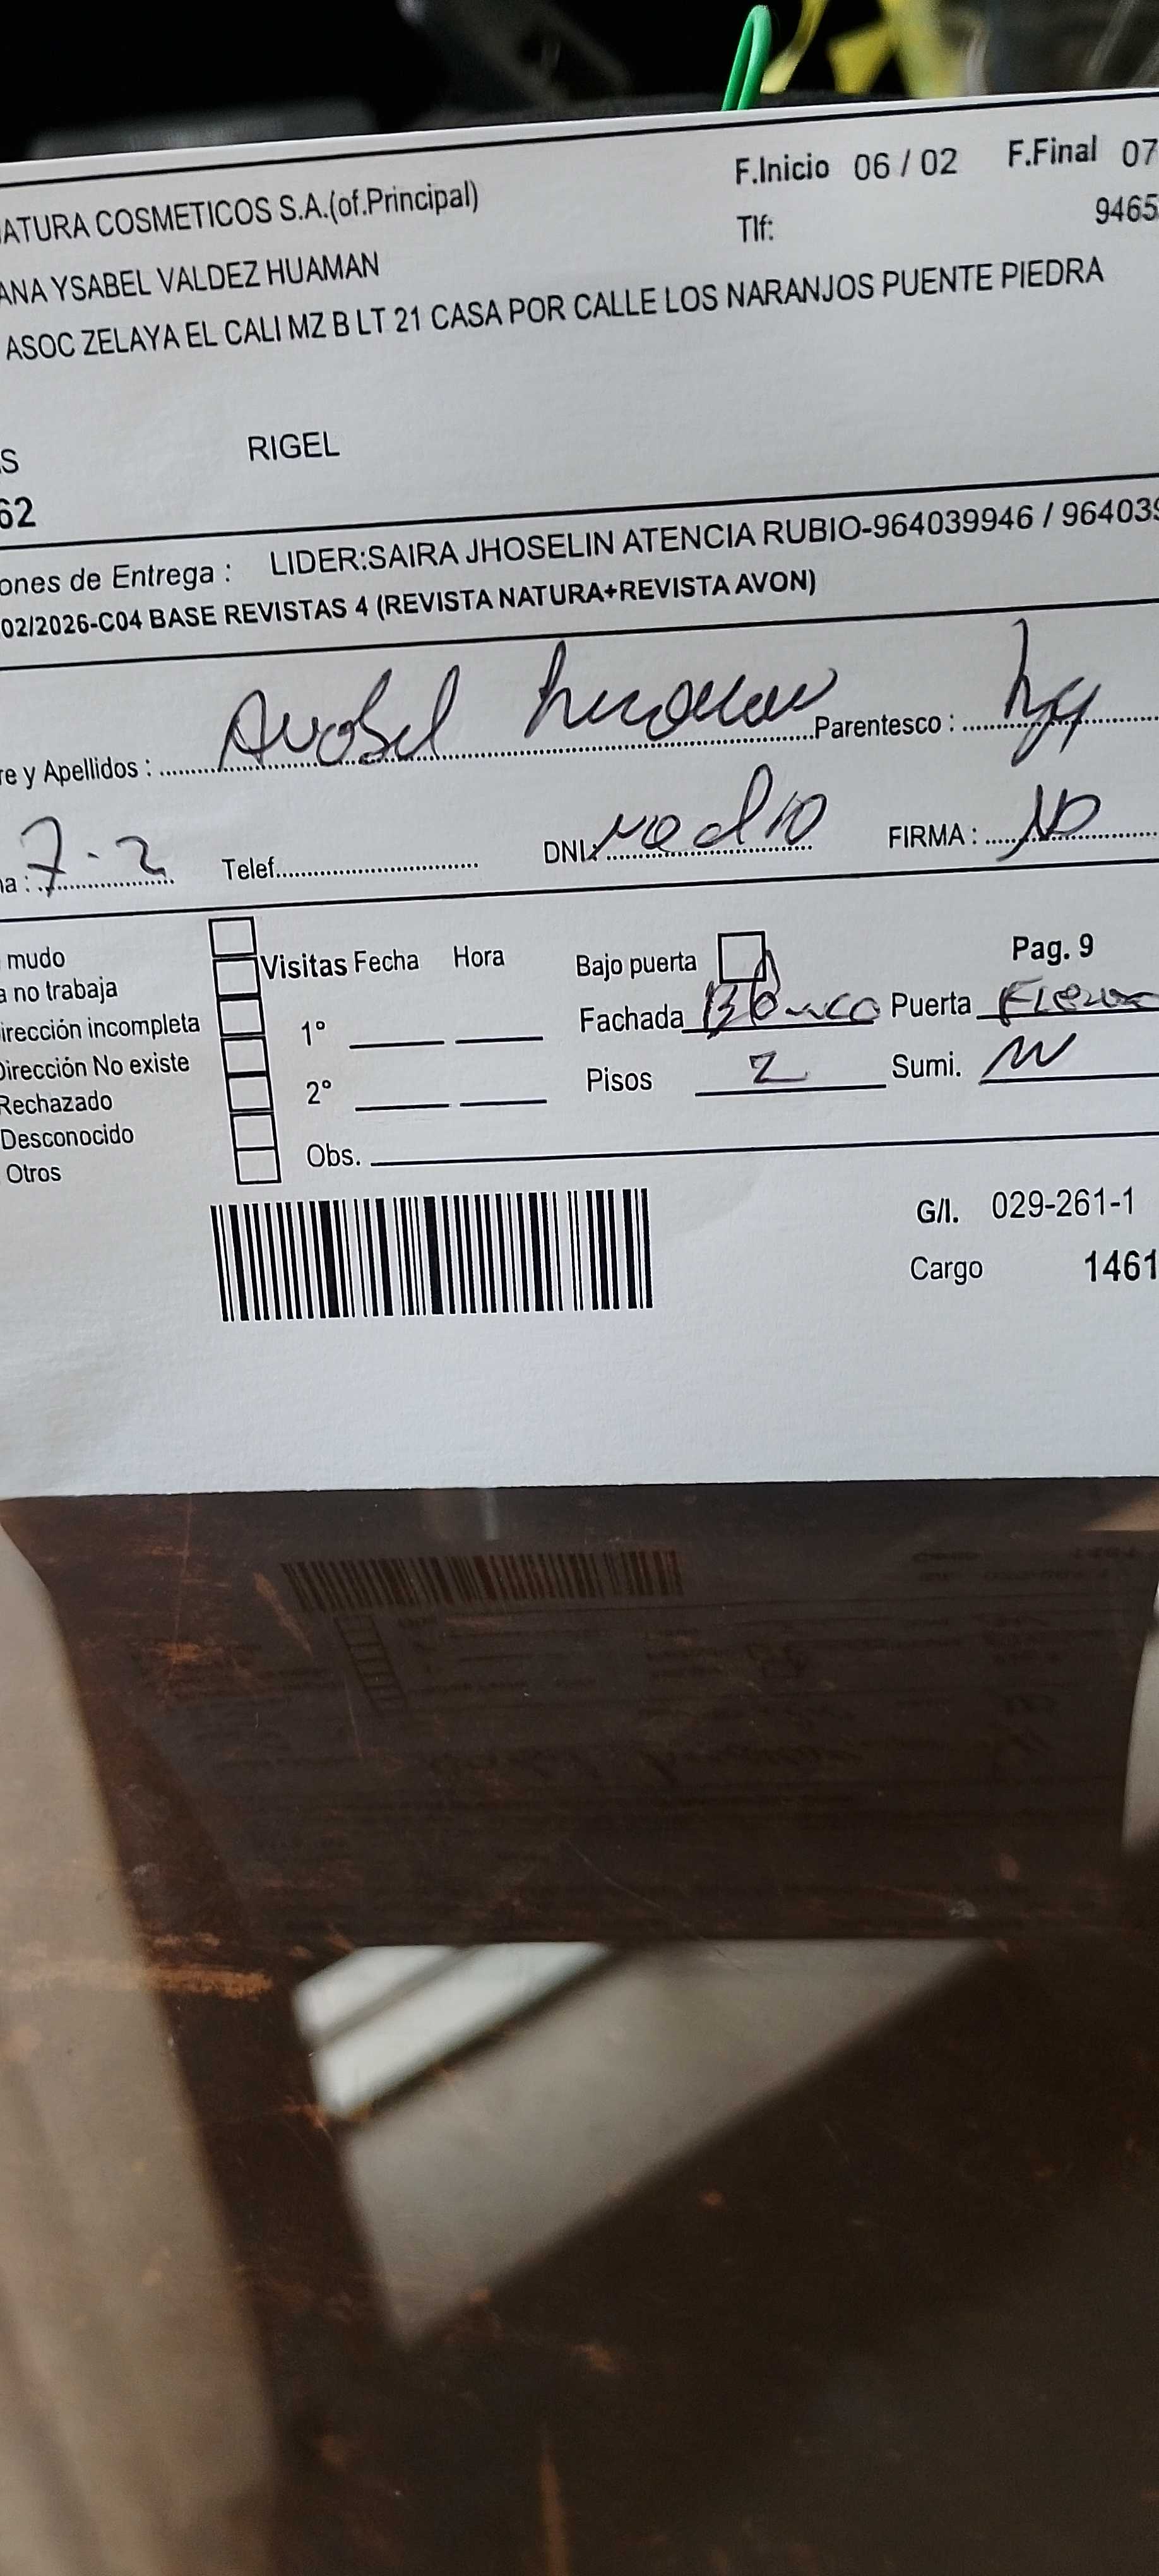 ATURA COSMETICOS S.A.(of.Principal) F.Inicio 06 / 02 F.Final 07
Tlf: 9465
ANA YSABEL VALDEZ HUAMAN
ASOC ZELAYA EL CALI MZ B LT 21 CASA POR CALLE LOS NARANJOS PUENTE PIEDRA
S RIGEL
62
ones de Entrega : LIDER:SAIRA JHOSELIN ATENCIA RUBIO-964039946 / 96403
02/2026-C04 BASE REVISTAS 4 (REVISTA NATURA+REVISTA AVON)
re y Apellidos : Parentesco :
a : 7-2 Telef. DNI FIRMA :
mudo
a no trabaja
irección incompleta
Dirección No existe
Rechazado
Desconocido
Otros
Visitas Fecha Hora
1°
2°
Obs.
Bajo puerta Pag. 9
Fachada Blanco Puerta
Pisos 2 Sumi.
G/I. 029-261-1
Cargo 1461